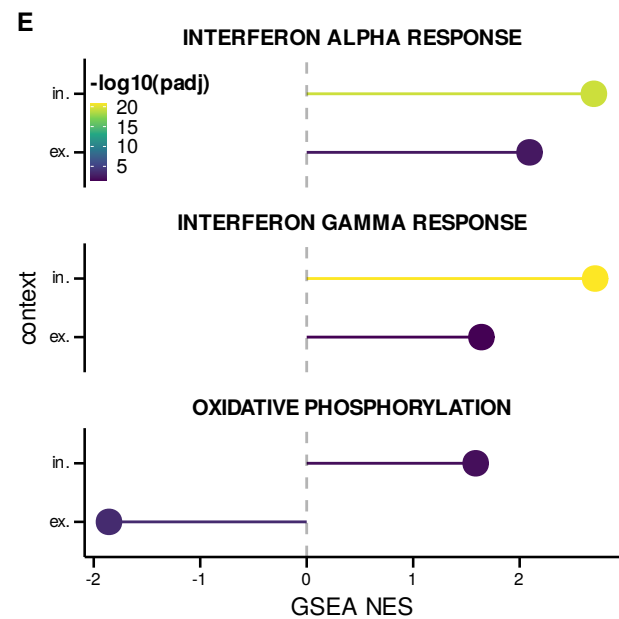 E
INTERFERON ALPHA RESPONSE
-log10(padj)
20
15
10
5
in.
ex.
INTERFERON GAMMA RESPONSE
in.
ex.
context
OXIDATIVE PHOSPHORYLATION
in.
ex.
-2 -1 0 1 2
GSEA NES